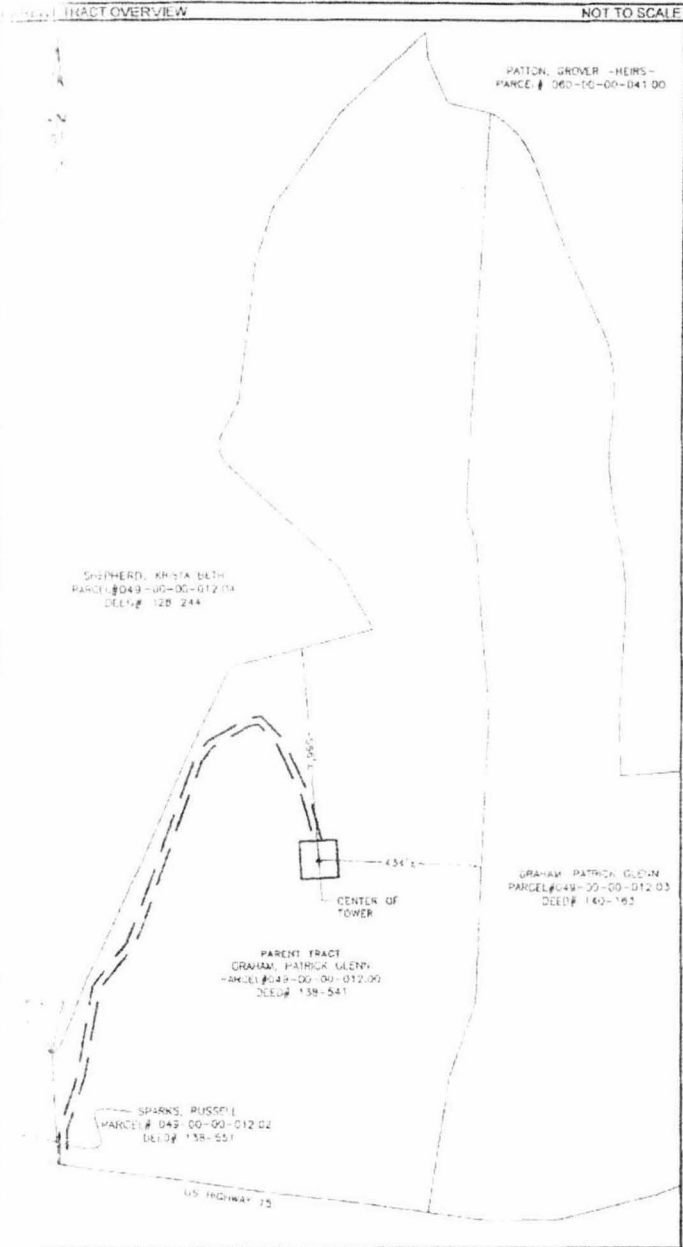 TRACT OVERVIEW
NOT TO SCALE
PATTON, GROVER -HEIRS-
PARCEL# 060-00-00-041.00
SHEPHERD, KRISTA BETH
PARCEL#049-00-00-012.04
DEED# 128-244
434'±
CENTER OF
TOWER
GRAHAM, PATRICK GLENN
PARCEL#049-00-00-012.03
DEED# 140-163
PARENT TRACT
GRAHAM, PATRICK GLENN
PARCEL#049-00-00-012.00
DEED# 138-541
SPARKS, RUSSELL
PARCEL# 049-00-00-012.02
DEED# 138-551
US HIGHWAY